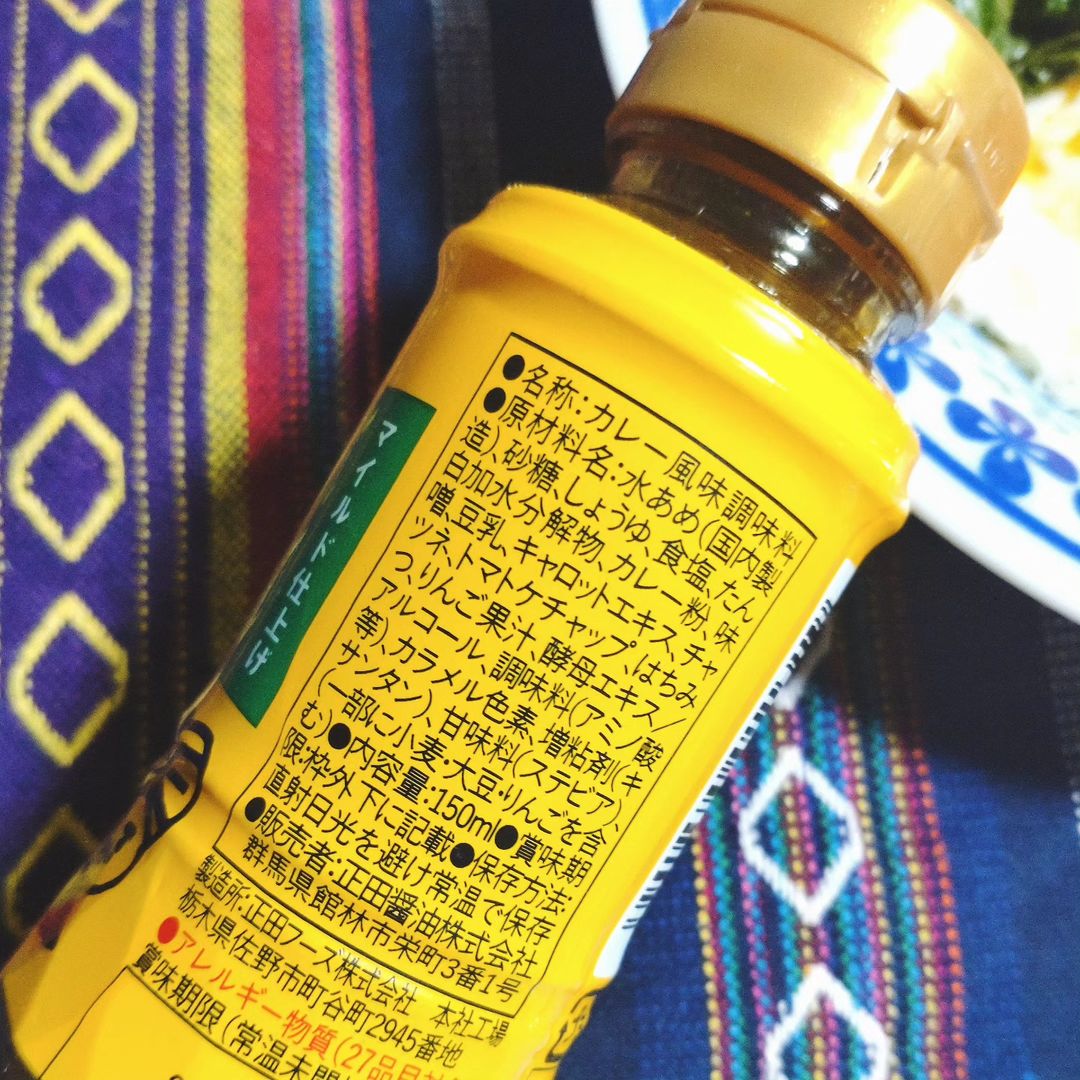 マイルド仕上げ
●名称:カレー風味調味料
●原材料名:水あめ(国内製
造)、砂糖、しょうゆ、食塩、たん
白加水分解物、カレー粉、味
噌、豆乳、キャロットエキス、チャ
ツネ、トマトケチャップ、はちみ
つ、りんご果汁、酵母エキス/
アルコール、調味料(アミノ酸
等)、カラメル色素、増粘剤(キ
サンタン)、甘味料(ステビア)、
(一部に小麦・大豆・りんごを含
む)●内容量:150ml●賞味期
限:枠外下に記載●保存方法:
直射日光を避け常温で保存
●販売者:正田醤油株式会社
群馬県館林市栄町3番1号
製造所:正田フーズ株式会社 本社工場
栃木県佐野市町谷町2945番地
●アレルギー物質(27品目
賞味期限(常温未開